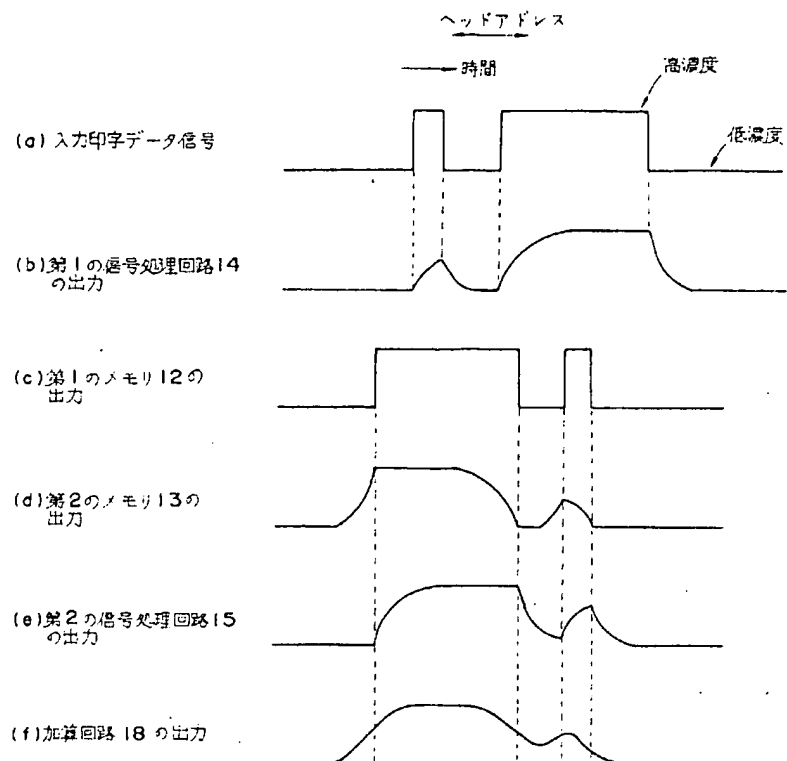 ヘッドアドレス
時間
高濃度
低濃度
(a) 入力印字データ信号
(b) 第1の信号処理回路14
の出力
(c) 第1のメモリ12の
出力
(d) 第2のメモリ13の
出力
(e) 第2の信号処理回路15
の出力
(f) 加算回路 18 の出力